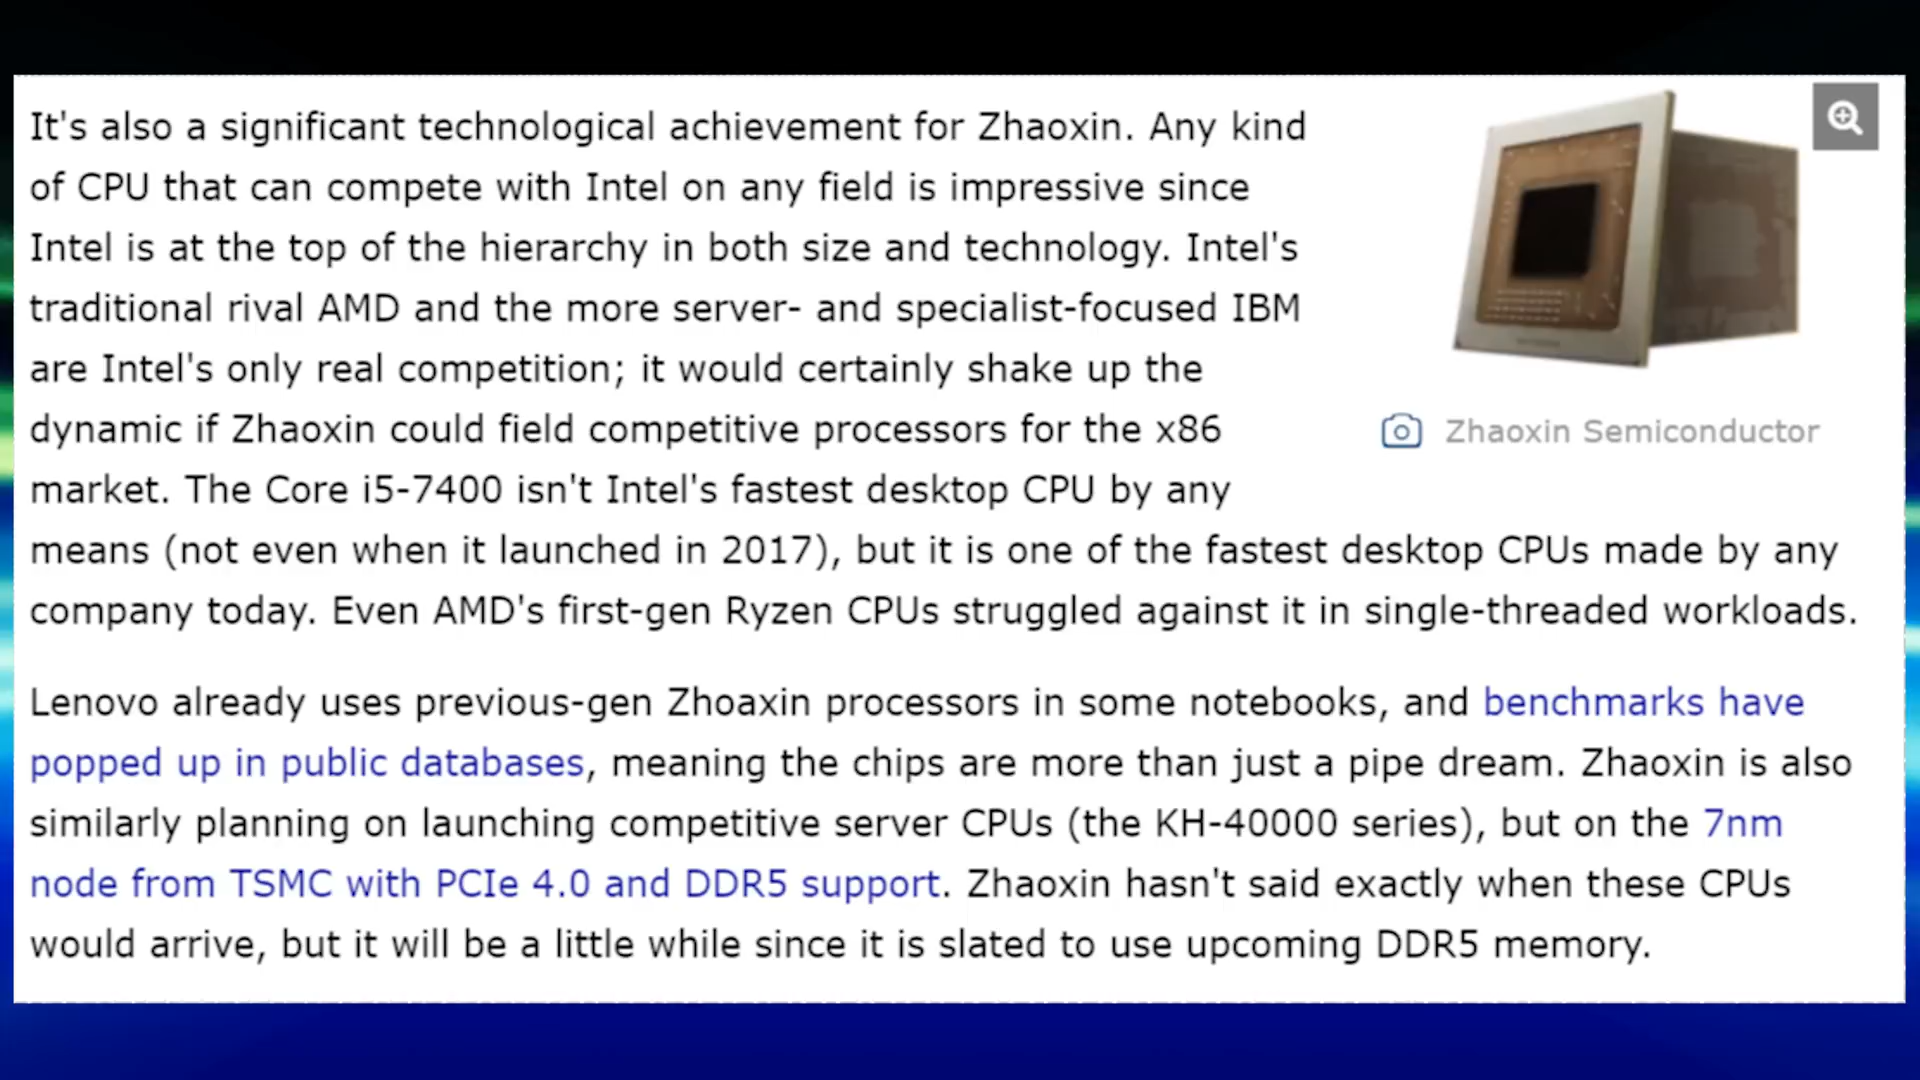 It's also a significant technological achievement for Zhaoxin. Any kind
of CPU that can compete with Intel on any field is impressive since
Intel is at the top of the hierarchy in both size and technology. Intel's
traditional rival AMD and the more server- and specialist-focused IBM
are Intel's only real competition; it would certainly shake up the
dynamic if Zhaoxin could field competitive processors for the x86
market. The Core i5-7400 isn't Intel's fastest desktop CPU by any
means (not even when it launched in 2017), but it is one of the fastest desktop CPUs made by any
company today. Even AMD's first-gen Ryzen CPUs struggled against it in single-threaded workloads.
Zhaoxin Semiconductor
Lenovo already uses previous-gen Zhoaxin processors in some notebooks, and benchmarks have
popped up in public databases, meaning the chips are more than just a pipe dream. Zhaoxin is also
similarly planning on launching competitive server CPUs (the KH-40000 series), but on the 7nm
node from TSMC with PCIe 4.0 and DDR5 support. Zhaoxin hasn't said exactly when these CPUs
would arrive, but it will be a little while since it is slated to use upcoming DDR5 memory.